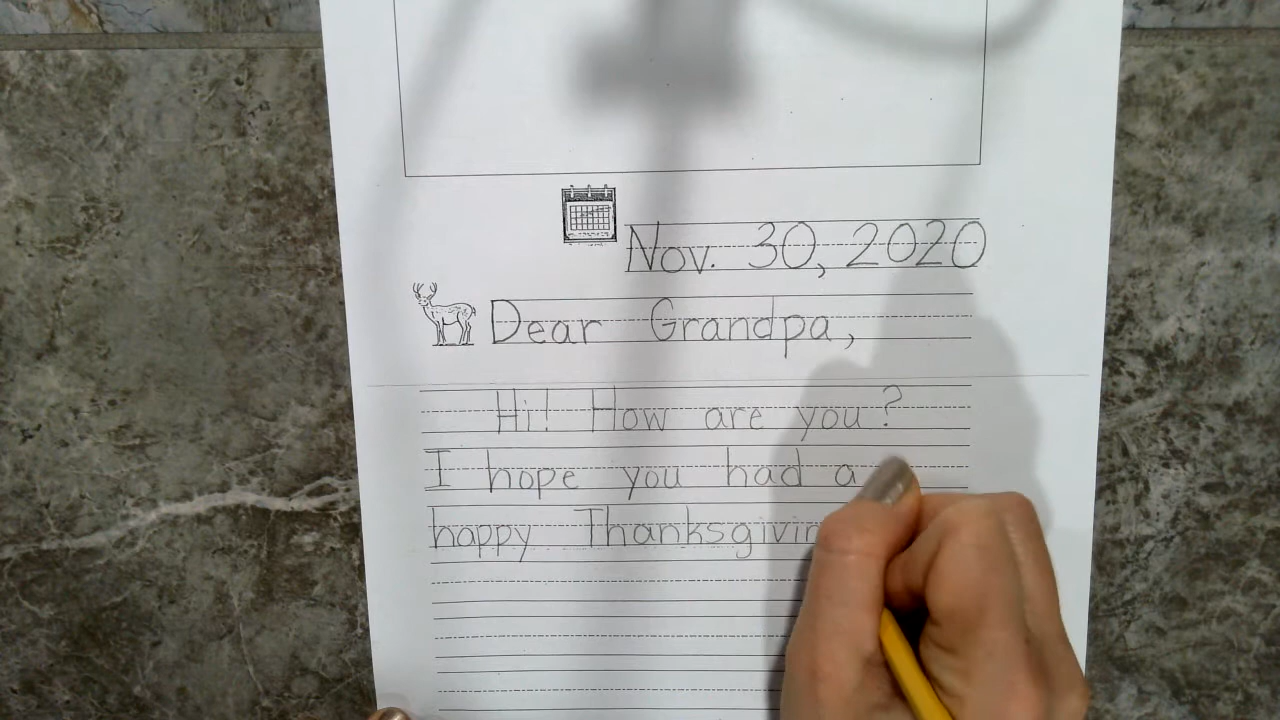 Nov. 30, 2020
Dear Grandpa,
Hi! How are you?
I hope you had a
happy Thanksgivin